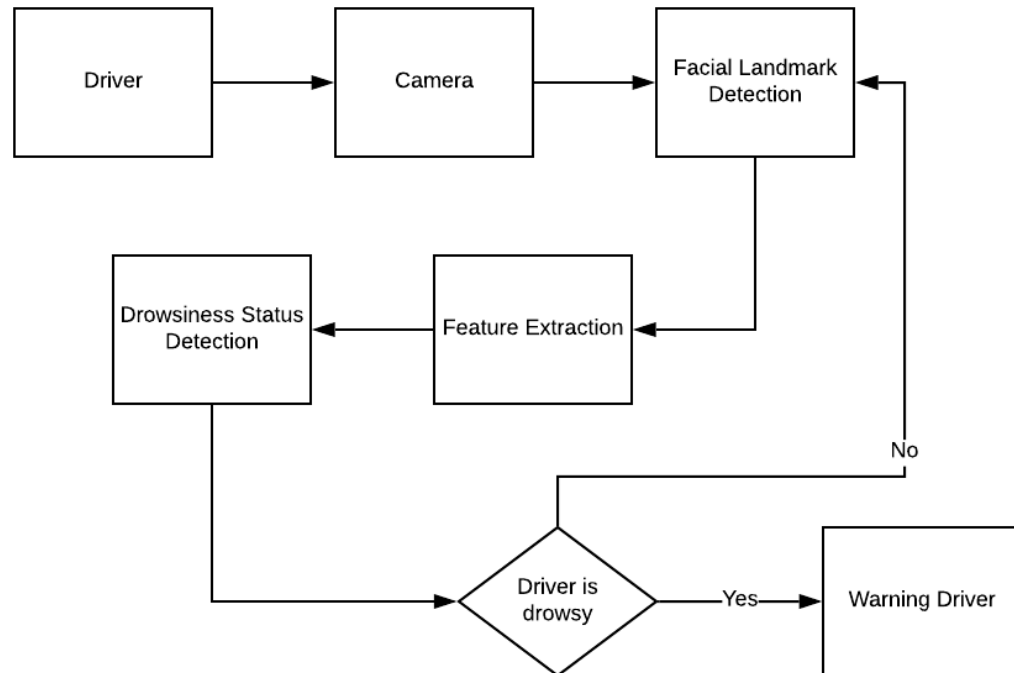 Driver
Camera
Facial Landmark
Detection
Drowsiness Status
Detection
Feature Extraction
No
Driver is
drowsy
Yes
Warning Driver